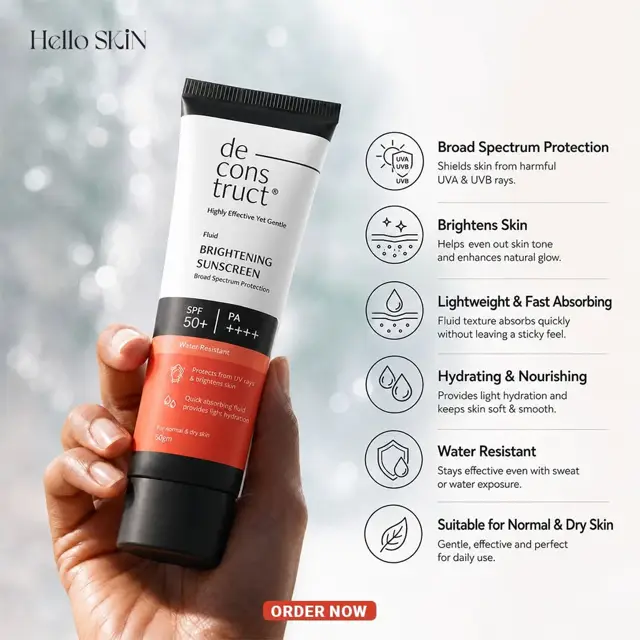 Hello SKiN
de
cons
truct®
Highly Effective Yet Gentle
Fluid
BRIGHTENING
SUNSCREEN
Broad Spectrum Protection
SPF
50+
PA
++++
Water Resistant
Protects from UV rays
& brightens skin
Quick absorbing fluid
provides light hydration
For normal & dry skin
50gm
UVA
UVB
UVB
Broad Spectrum Protection
Shields skin from harmful
UVA & UVB rays.
Brightens Skin
Helps even out skin tone
and enhances natural glow.
Lightweight & Fast Absorbing
Fluid texture absorbs quickly
without leaving a sticky feel.
Hydrating & Nourishing
Provides light hydration and
keeps skin soft & smooth.
Water Resistant
Stays effective even with sweat
or water exposure.
Suitable for Normal & Dry Skin
Gentle, effective and perfect
for daily use.
ORDER NOW